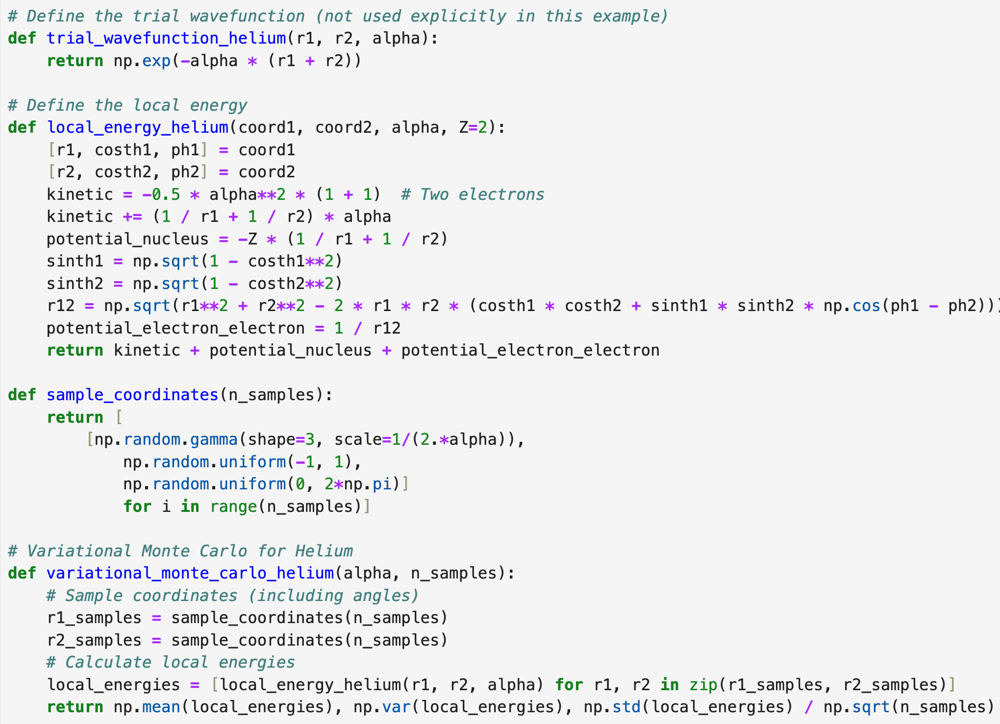 # Define the trial wavefunction (not used explicitly in this example)
def trial_wavefunction_helium(r1, r2, alpha):
    return np.exp(-alpha * (r1 + r2))

# Define the local energy
def local_energy_helium(coord1, coord2, alpha, Z=2):
    [r1, costh1, ph1] = coord1
    [r2, costh2, ph2] = coord2
    kinetic = -0.5 * alpha**2 * (1 + 1)  # Two electrons
    kinetic += (1 / r1 + 1 / r2) * alpha
    potential_nucleus = -Z * (1 / r1 + 1 / r2)
    sinth1 = np.sqrt(1 - costh1**2)
    sinth2 = np.sqrt(1 - costh2**2)
    r12 = np.sqrt(r1**2 + r2**2 - 2 * r1 * r2 * (costh1 * costh2 + sinth1 * sinth2 * np.cos(ph1 - ph2)))
    potential_electron_electron = 1 / r12
    return kinetic + potential_nucleus + potential_electron_electron

def sample_coordinates(n_samples):
    return [
        [np.random.gamma(shape=3, scale=1/(2.*alpha)),
            np.random.uniform(-1, 1),
            np.random.uniform(0, 2*np.pi)]
            for i in range(n_samples)]

# Variational Monte Carlo for Helium
def variational_monte_carlo_helium(alpha, n_samples):
    # Sample coordinates (including angles)
    r1_samples = sample_coordinates(n_samples)
    r2_samples = sample_coordinates(n_samples)
    # Calculate local energies
    local_energies = [local_energy_helium(r1, r2, alpha) for r1, r2 in zip(r1_samples, r2_samples)]
    return np.mean(local_energies), np.var(local_energies), np.std(local_energies) / np.sqrt(n_samples)